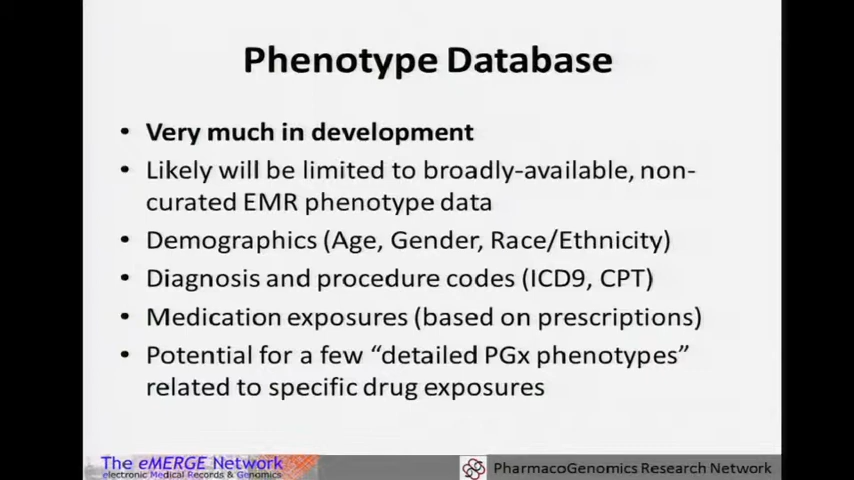 Phenotype Database
• Very much in development
• Likely will be limited to broadly-available, non-
curated EMR phenotype data
• Demographics (Age, Gender, Race/Ethnicity)
• Diagnosis and procedure codes (ICD9, CPT)
• Medication exposures (based on prescriptions)
• Potential for a few “detailed PGx phenotypes”
related to specific drug exposures
The eMERGE Network
electronic Medical Records & Genomics
PharmacoGenomics Research Network